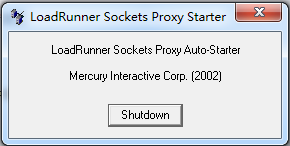 LoadRunner Sockets Proxy Starter
LoadRunner Sockets Proxy Auto-Starter
Mercury Interactive Corp. (2002)
Shutdown